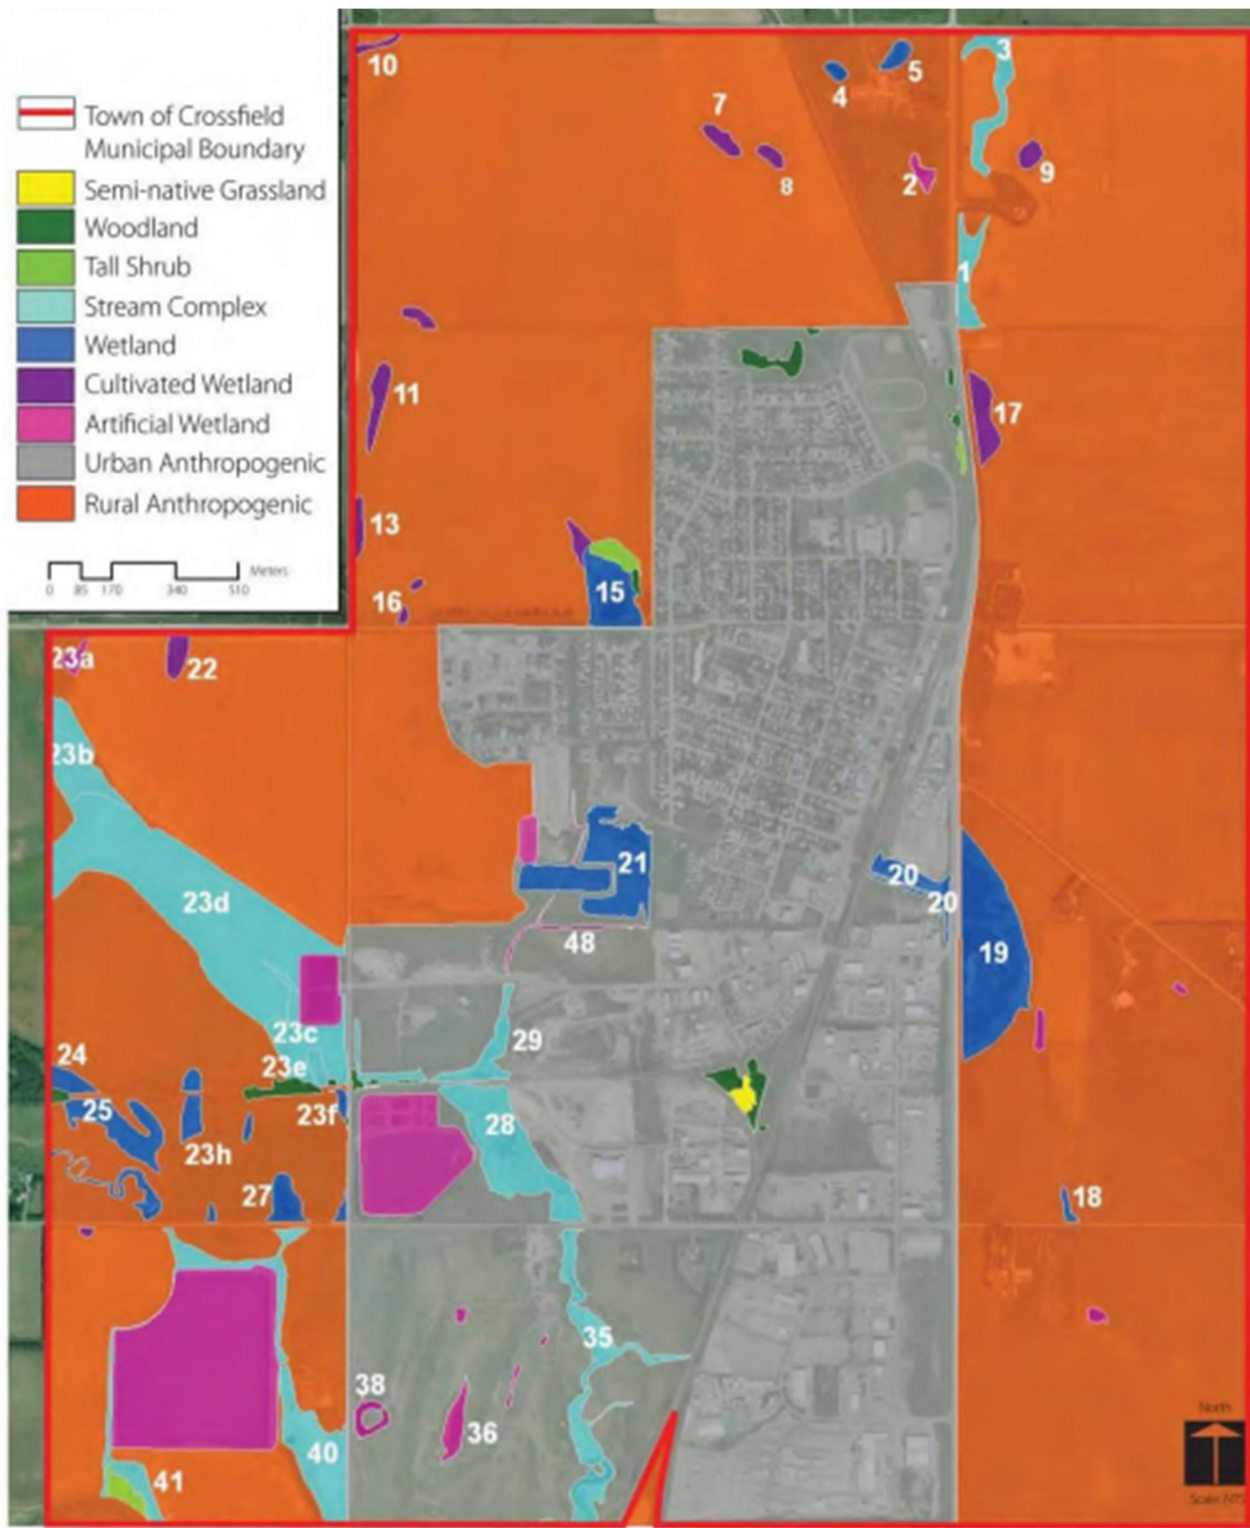 Town of Crossfield
Municipal Boundary
Semi-native Grassland
Woodland
Tall Shrub
Stream Complex
Wetland
Cultivated Wetland
Artificial Wetland
Urban Anthropogenic
Rural Anthropogenic
Meters
0 85 170 340 510
10
5
3
4
7
8
2
9
1
11
17
13
15
16
23a
22
23b
21
20
20
23d
48
19
23c
29
24
23e
25
23f
28
23h
27
18
35
38
36
40
41
North
Scale NTS